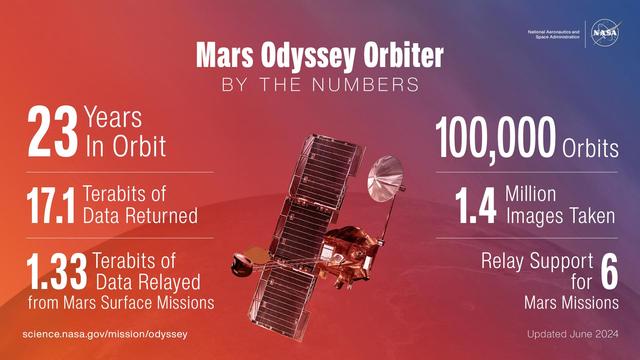 National Aeronautics and
Space Administration
NASA
Mars Odyssey Orbiter
BY THE NUMBERS
23 Years
In Orbit
17.1 Terabits of
Data Returned
1.33 Terabits of
Data Relayed
from Mars Surface Missions
100,000 Orbits
1.4 Million
Images Taken
Relay Support
for 6
Mars Missions
science.nasa.gov/mission/odyssey
Updated June 2024